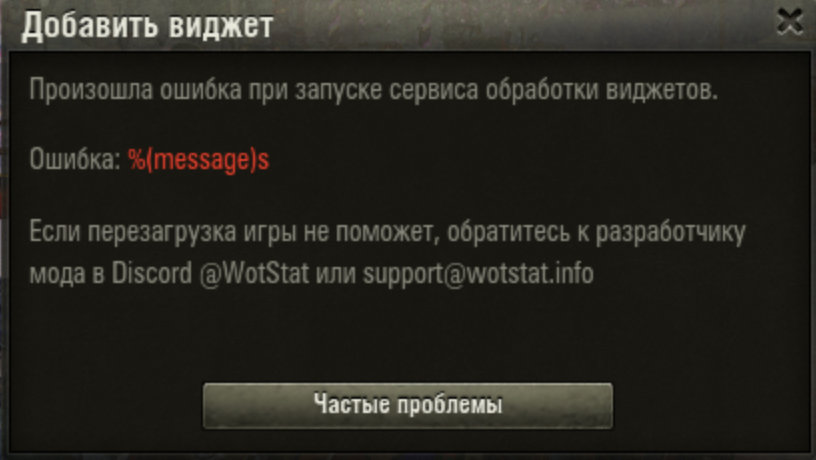 Добавить виджет
Произошла ошибка при запуске сервиса обработки виджетов.
Ошибка: %(message)s
Если перезагрузка игры не поможет, обратитесь к разработчику
мода в Discord @WotStat или support@wotstat.info
Частые проблемы